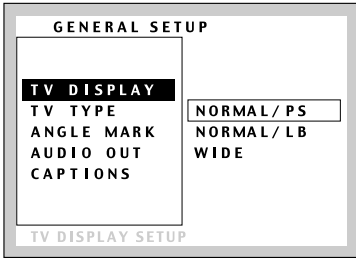 GENERAL SETUP
TV DISPLAY
TV TYPE
ANGLE MARK
AUDIO OUT
CAPTIONS
NORMAL/PS
NORMAL/LB
WIDE
TV DISPLAY SETUP